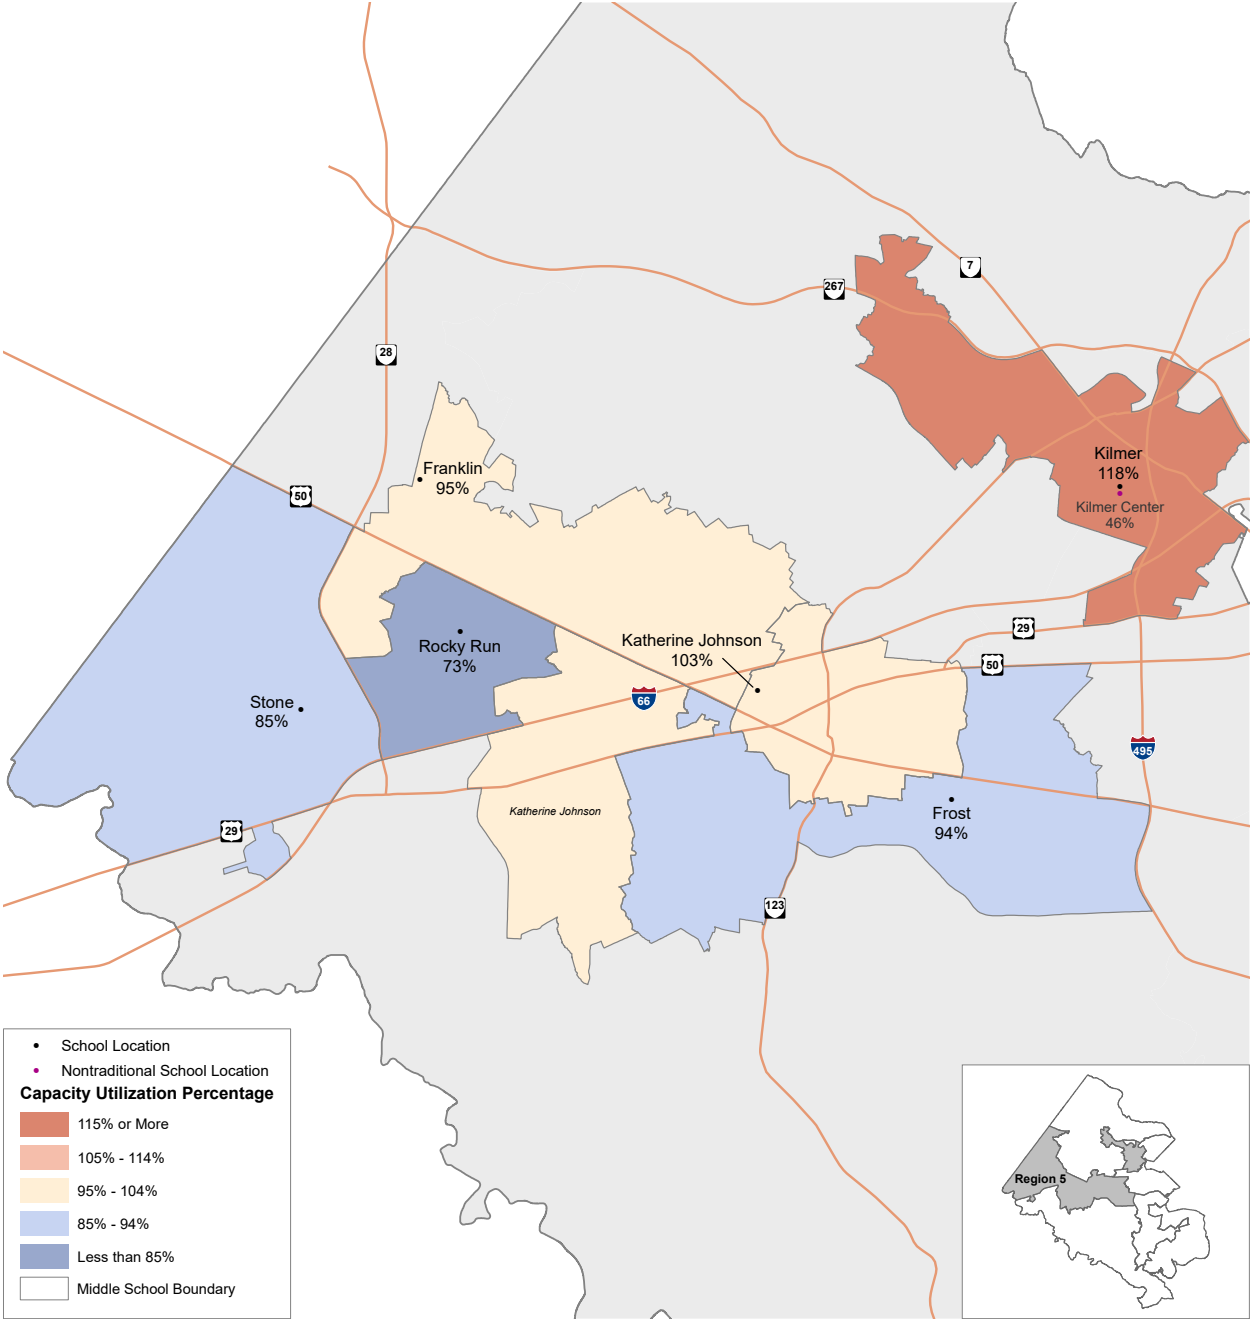 7
267
28
Franklin
95%
Kilmer
118%
Kilmer Center
46%
50
29
Katherine Johnson
103%
Rocky Run
73%
50
66
Stone
85%
495
Katherine Johnson
Frost
94%
29
123
School Location
Nontraditional School Location
Capacity Utilization Percentage
115% or More
105% - 114%
95% - 104%
85% - 94%
Less than 85%
Middle School Boundary
Region 5